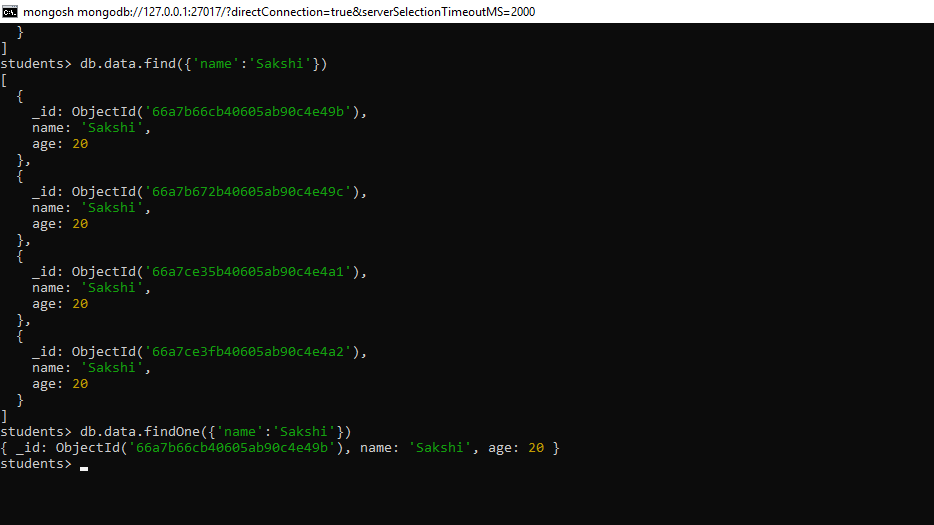 mongosh mongodb://127.0.0.1:27017/?directConnection=true&serverSelectionTimeoutMS=2000
  }
]
students> db.data.find({'name':'Sakshi'})
[
  {
    _id: ObjectId('66a7b66cb40605ab90c4e49b'),
    name: 'Sakshi',
    age: 20
  },
  {
    _id: ObjectId('66a7b672b40605ab90c4e49c'),
    name: 'Sakshi',
    age: 20
  },
  {
    _id: ObjectId('66a7ce35b40605ab90c4e4a1'),
    name: 'Sakshi',
    age: 20
  },
  {
    _id: ObjectId('66a7ce3fb40605ab90c4e4a2'),
    name: 'Sakshi',
    age: 20
  }
]
students> db.data.findOne({'name':'Sakshi'})
{ _id: ObjectId('66a7b66cb40605ab90c4e49b'), name: 'Sakshi', age: 20 }
students>